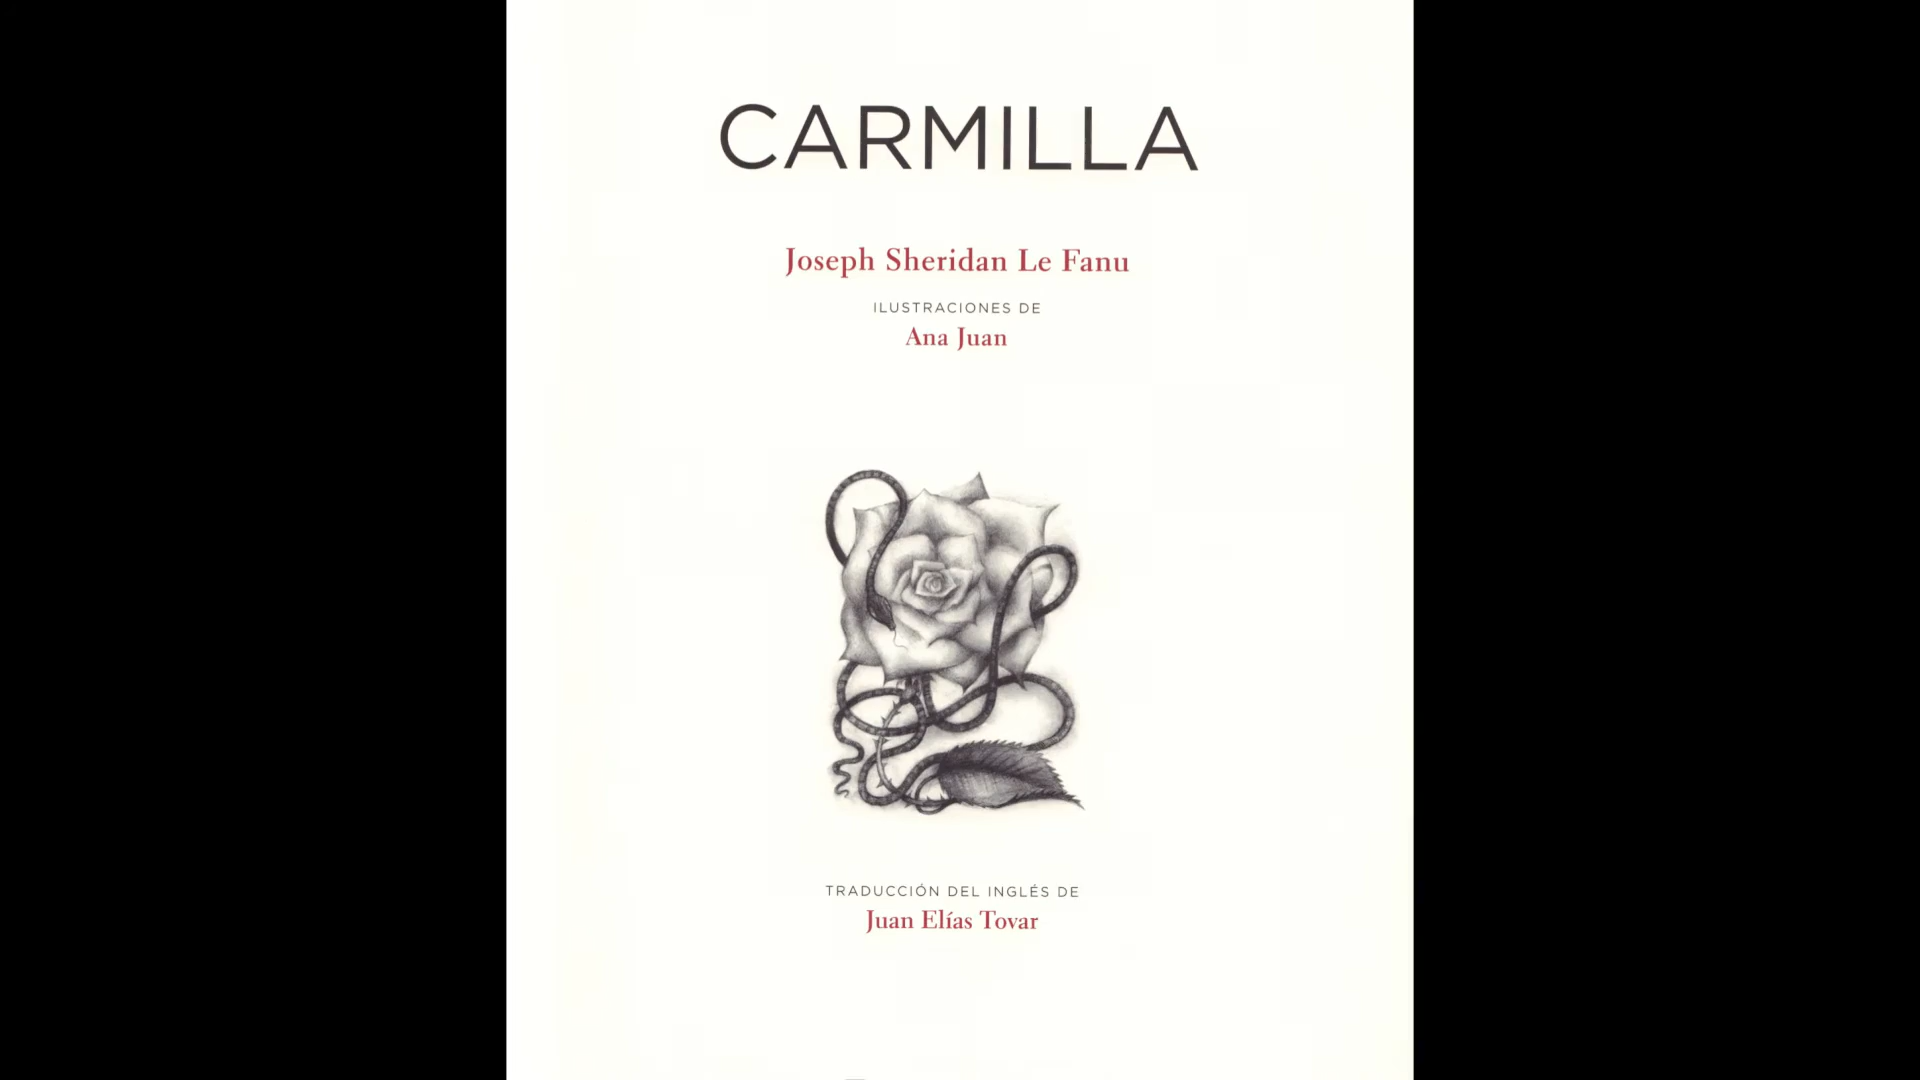 CARMILLA
Joseph Sheridan Le Fanu
ILUSTRACIONES DE
Ana Juan
TRADUCCIÓN DEL INGLÉS DE
Juan Elías Tovar